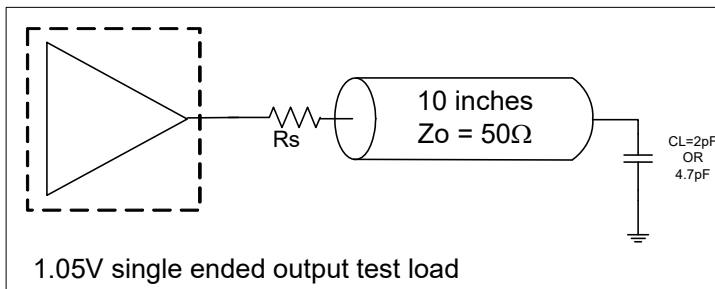 10 inches
Zo = 50Ω
Rs
CL=2pF
OR
4.7pF
1.05V single ended output test load